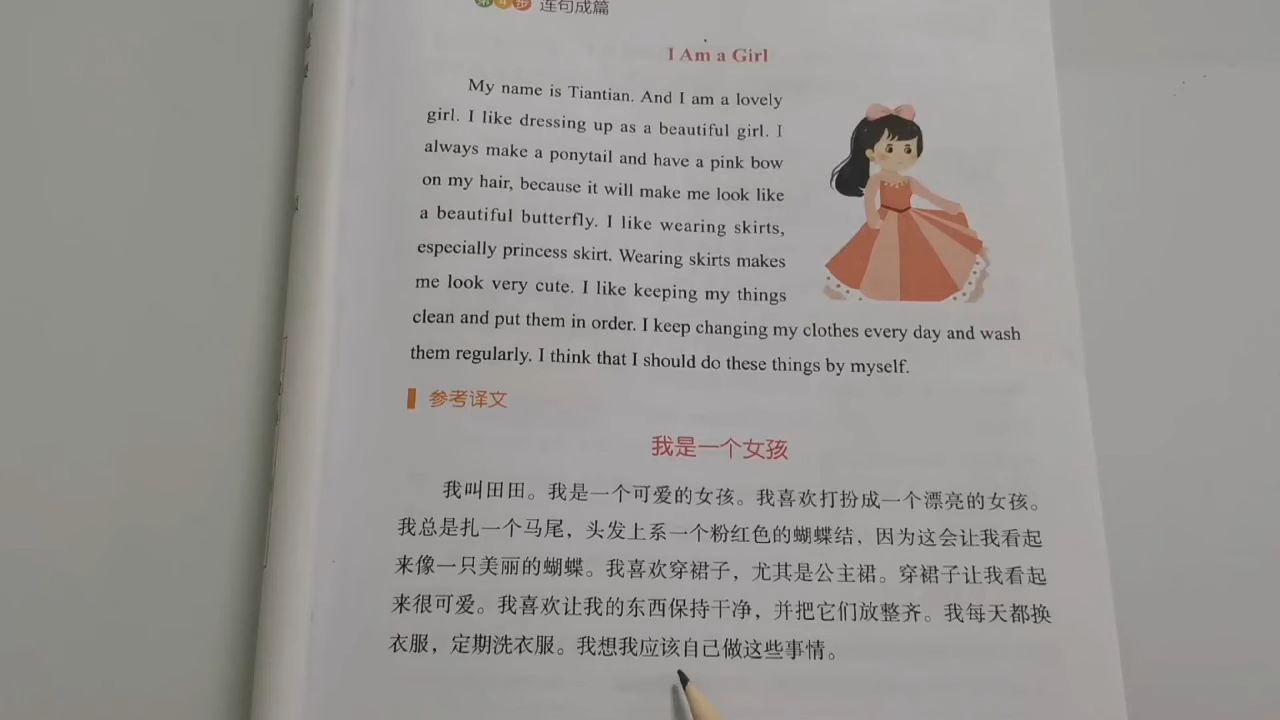 第4步 连句成篇
I Am a Girl
My name is Tiantian. And I am a lovely
girl. I like dressing up as a beautiful girl. I
always make a ponytail and have a pink bow
on my hair, because it will make me look like
a beautiful butterfly. I like wearing skirts,
especially princess skirt. Wearing skirts makes
me look very cute. I like keeping my things
clean and put them in order. I keep changing my clothes every day and wash
them regularly. I think that I should do these things by myself.
参考译文
我是一个女孩
我叫田田。我是一个可爱的女孩。我喜欢打扮成一个漂亮的女孩。
我总是扎一个马尾，头发上系一个粉红色的蝴蝶结，因为这会让我看起
来像一只美丽的蝴蝶。我喜欢穿裙子，尤其是公主裙。穿裙子让我看起
来很可爱。我喜欢让我的东西保持干净，并把它们放整齐。我每天都换
衣服，定期洗衣服。我想我应该自己做这些事情。